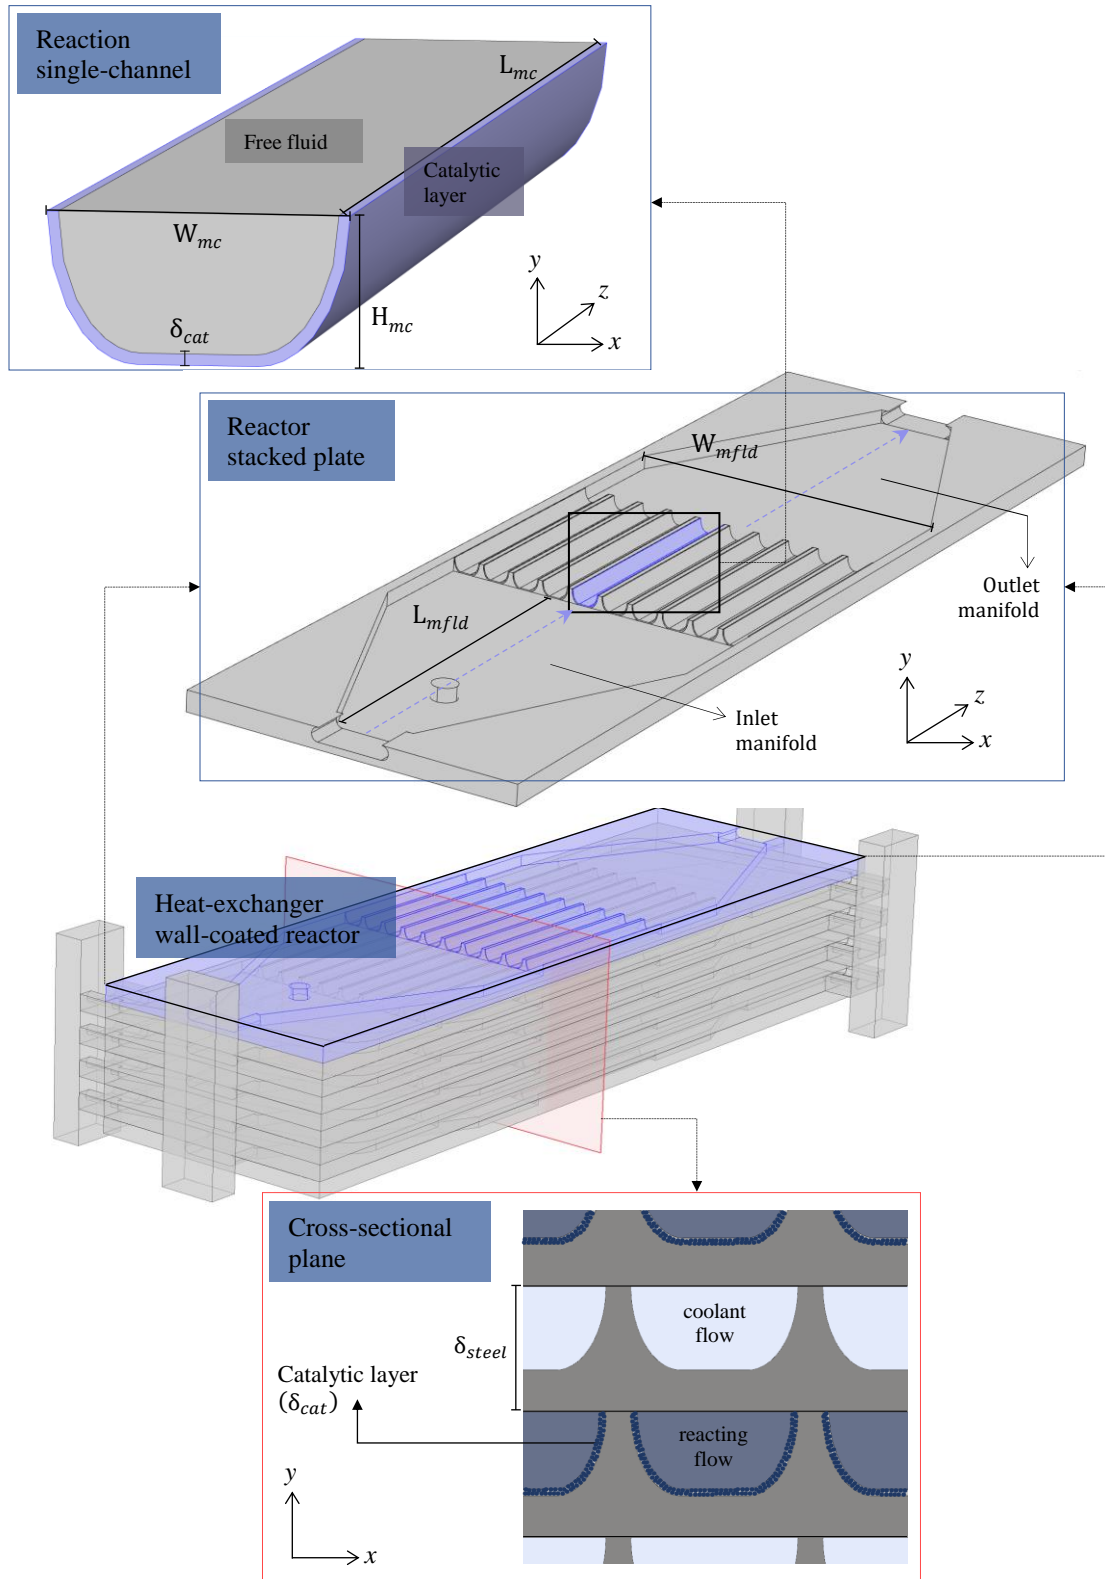 Reaction
single-channel
L_mc
Free fluid
Catalytic
layer
W_mc
H_mc
δ_cat
y
z
x
Reactor
stacked plate
W_mfld
L_mfld
Outlet
manifold
Inlet
manifold
y
z
x
Heat-exchanger
wall-coated reactor
Cross-sectional
plane
coolant
flow
δ_steel
Catalytic layer
(δ_cat)
reacting
flow
y
x